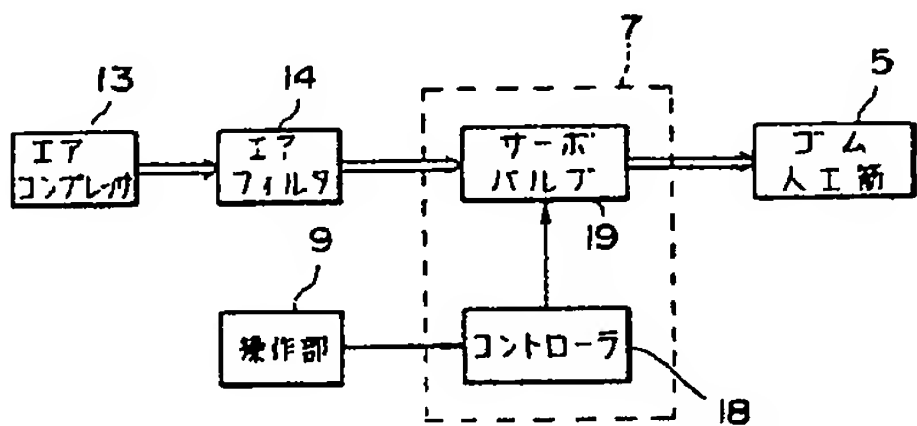 7
13
14
5
エア
コンプレッサ
エア
フィルタ
サーボ
バルブ
ゴム
人工筋
19
9
操作部
コントローラ
18